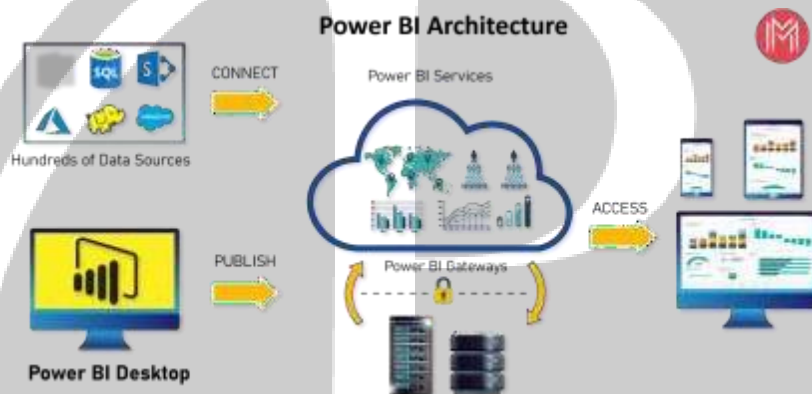 Power BI Architecture
CONNECT
Power BI Services
SQL
S
Hundreds of Data Sources
ACCESS
PUBLISH
Power BI Gateways
Power BI Desktop